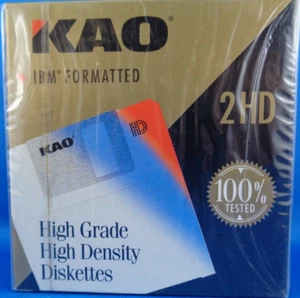 KAO
IBM® FORMATTED
2HD
KAO
HD
100%
TESTED
High Grade
High Density
Diskettes